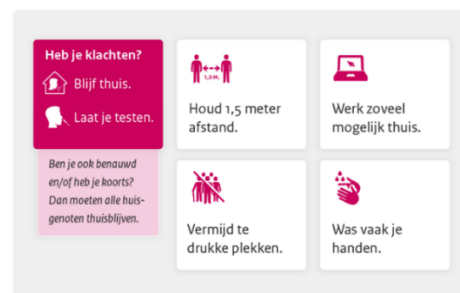 Heb je klachten?
Blijf thuis.
Laat je testen.
Ben je ook benauwd
en/of heb je koorts?
Dan moeten alle huis-
genoten thuisblijven.
1,5 M.
Houd 1,5 meter
afstand.
Werk zoveel
mogelijk thuis.
Vermijd te
drukke plekken.
Was vaak je
handen.